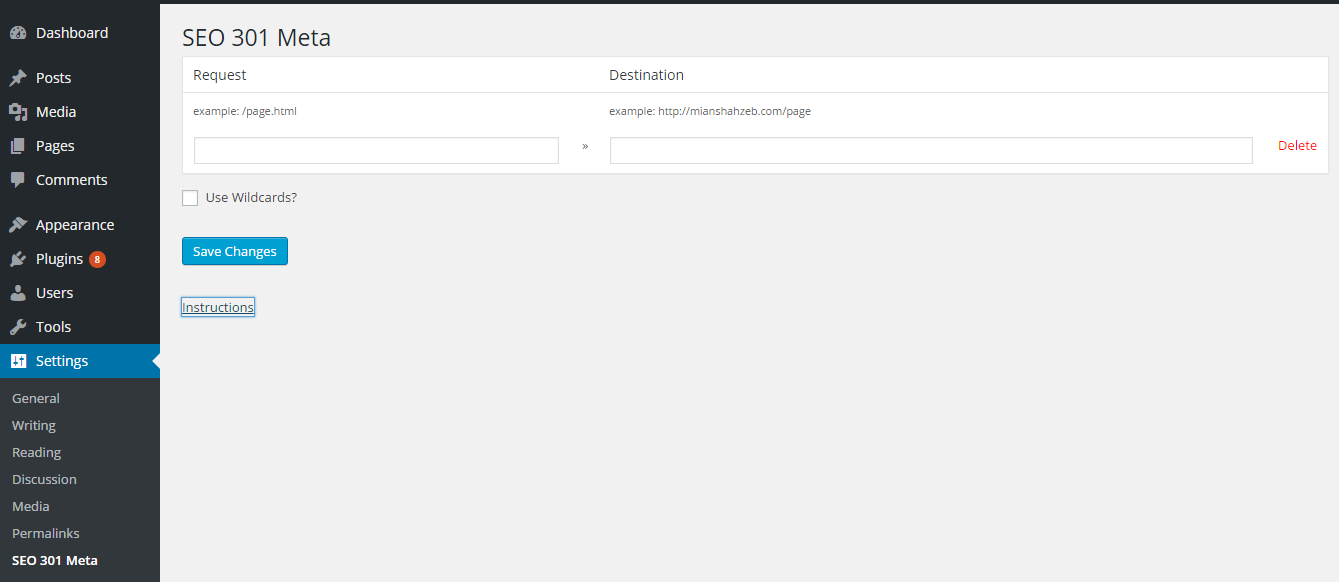 Dashboard
Posts
Media
Pages
Comments
Appearance
Plugins 8
Users
Tools
Settings
General
Writing
Reading
Discussion
Media
Permalinks
SEO 301 Meta
SEO 301 Meta
Request Destination
example: /page.html example: http://mianshahzeb.com/page
» Delete
Use Wildcards?
Save Changes
Instructions